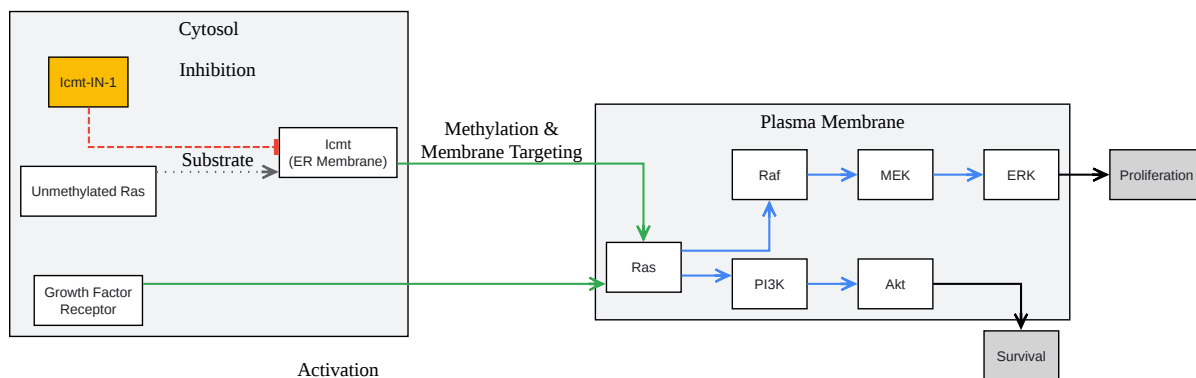 Cytosol
Inhibition
Icmt-IN-1
Icmt
(ER Membrane)
Substrate
Unmethylated Ras
Growth Factor
Receptor
Methylation &
Membrane Targeting
Plasma Membrane
Raf
MEK
ERK
Proliferation
Ras
PI3K
Akt
Survival
Activation